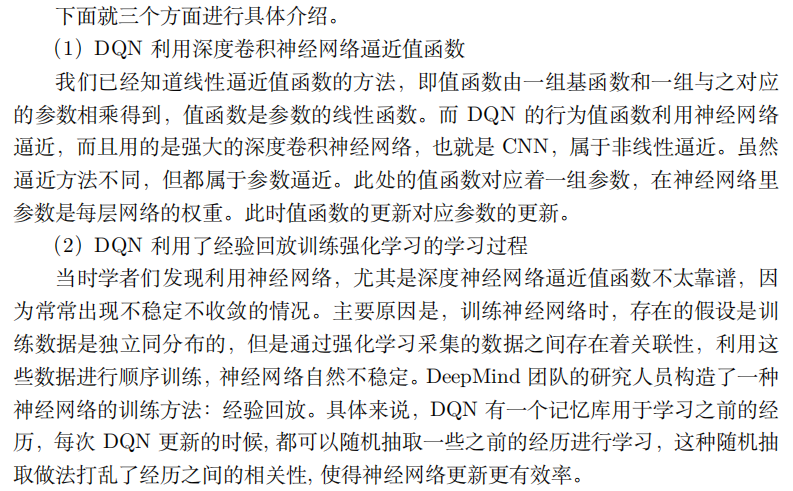 下面就三个方面进行具体介绍。
（1）DQN 利用深度卷积神经网络逼近值函数
我们已经知道线性逼近值函数的方法，即值函数由一组基函数和一组与之对应
的参数相乘得到，值函数是参数的线性函数。而 DQN 的行为值函数利用神经网络
逼近，而且用的是强大的深度卷积神经网络，也就是 CNN，属于非线性逼近。虽然
逼近方法不同，但都属于参数逼近。此处的值函数对应着一组参数，在神经网络里
参数是每层网络的权重。此时值函数的更新对应参数的更新。
（2）DQN 利用了经验回放训练强化学习的学习过程
当时学者们发现利用神经网络，尤其是深度神经网络逼近值函数不太靠谱，因
为常常出现不稳定不收敛的情况。主要原因是，训练神经网络时，存在的假设是训
练数据是独立同分布的，但是通过强化学习采集的数据之间存在着关联性，利用这
些数据进行顺序训练，神经网络自然不稳定。DeepMind 团队的研究人员构造了一种
神经网络的训练方法：经验回放。具体来说，DQN 有一个记忆库用于学习之前的经
历，每次 DQN 更新的时候，都可以随机抽取一些之前的经历进行学习，这种随机抽
取做法打乱了经历之间的相关性，使得神经网络更新更有效率。